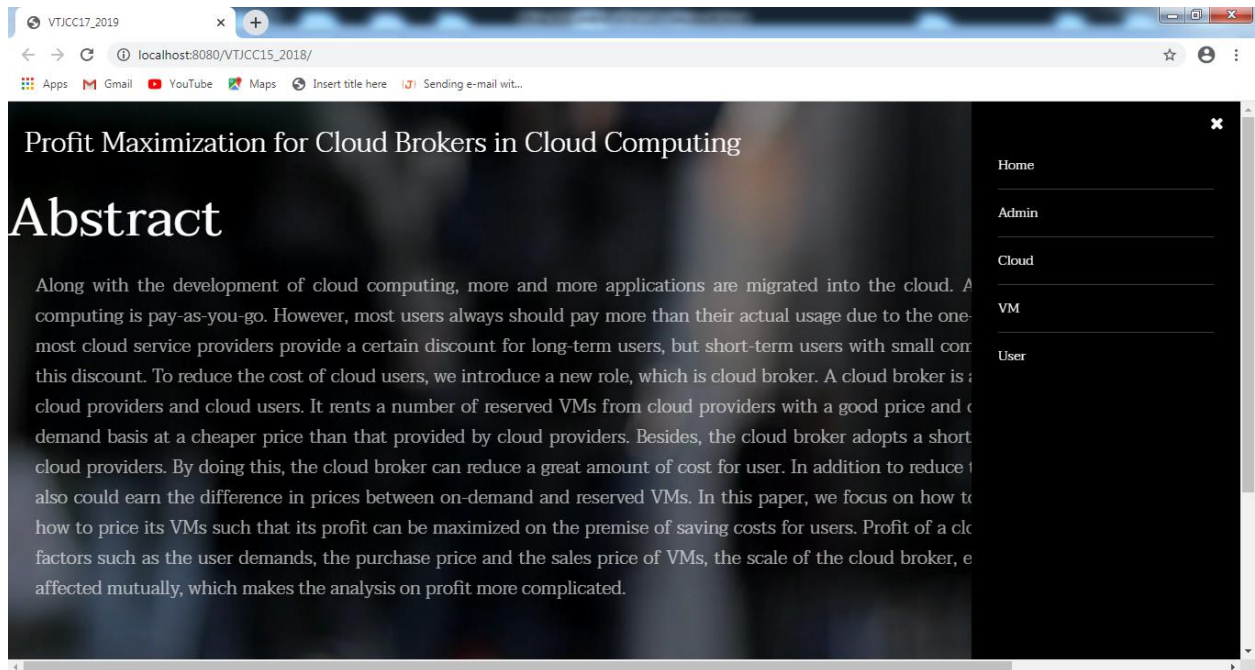 VTJCC17_2019
localhost:8080/VTJCC15_2018/
Apps Gmail YouTube Maps Insert title here Sending e-mail wit...
Profit Maximization for Cloud Brokers in Cloud Computing
Abstract
Along with the development of cloud computing, more and more applications are migrated into the cloud. A
computing is pay-as-you-go. However, most users always should pay more than their actual usage due to the one-
most cloud service providers provide a certain discount for long-term users, but short-term users with small com
this discount. To reduce the cost of cloud users, we introduce a new role, which is cloud broker. A cloud broker is
cloud providers and cloud users. It rents a number of reserved VMs from cloud providers with a good price and
demand basis at a cheaper price than that provided by cloud providers. Besides, the cloud broker adopts a short
cloud providers. By doing this, the cloud broker can reduce a great amount of cost for user. In addition to reduce
also could earn the difference in prices between on-demand and reserved VMs. In this paper, we focus on how to
how to price its VMs such that its profit can be maximized on the premise of saving costs for users. Profit of a clo
factors such as the user demands, the purchase price and the sales price of VMs, the scale of the cloud broker, e
affected mutually, which makes the analysis on profit more complicated.
Home
Admin
Cloud
VM
User